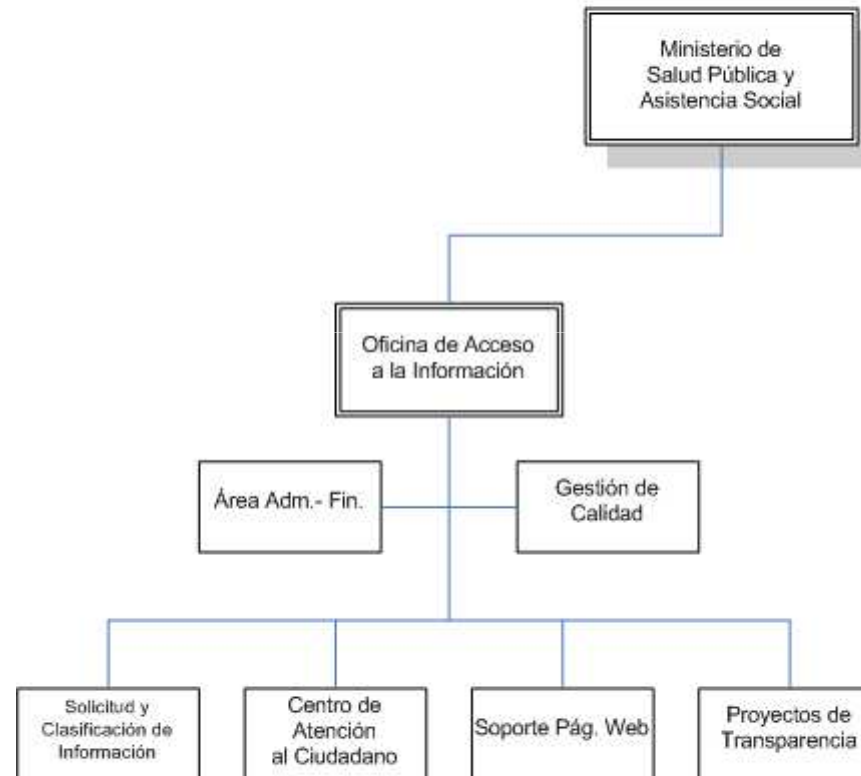 Ministerio de
Salud Pública y
Asistencia Social
Oficina de Acceso
a la Información
Área Adm.- Fin.
Gestión de
Calidad
Solicitud y
Clasificación de
Información
Centro de
Atención
al Ciudadano
Soporte Pág. Web
Proyectos de
Transparencia